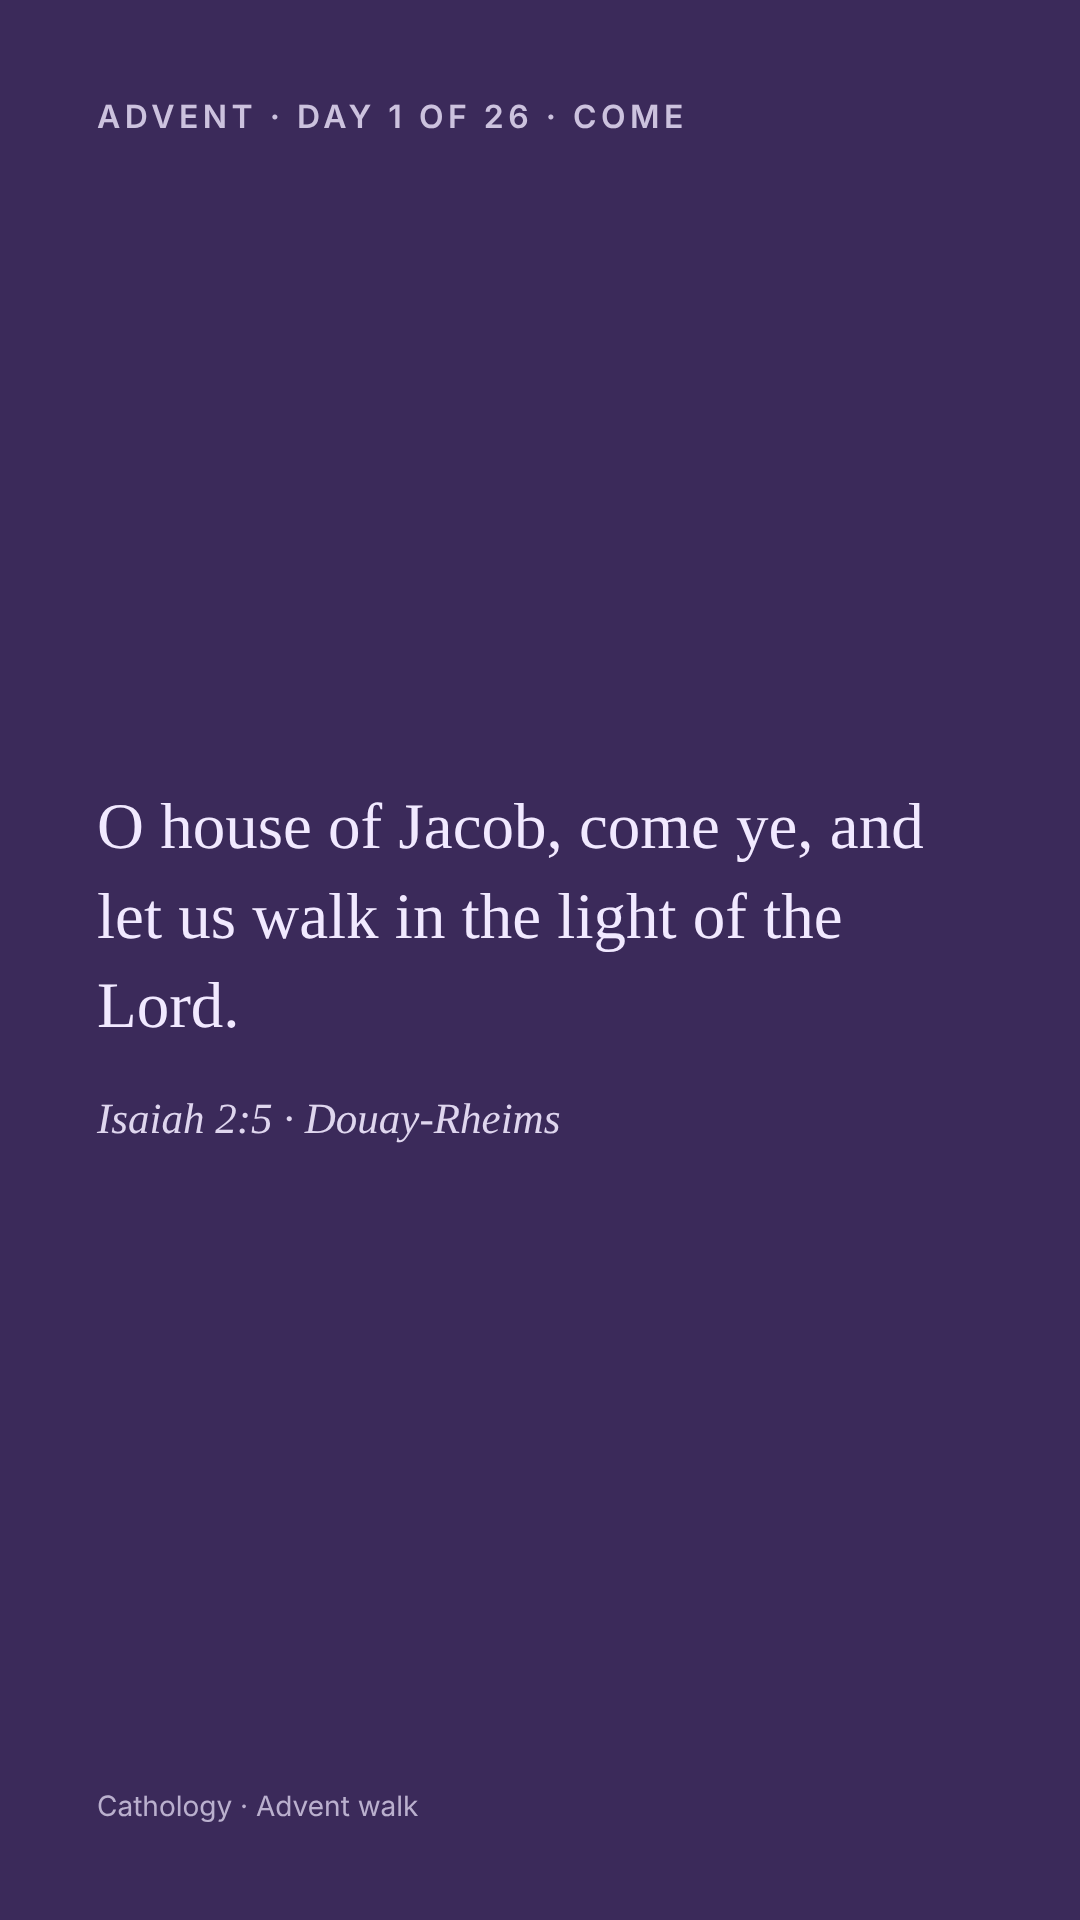 ADVENT · DAY 1 OF 26 · COME
O house of Jacob, come ye, and
let us walk in the light of the
Lord.
Isaiah 2:5 · Douay-Rheims
Cathology · Advent walk